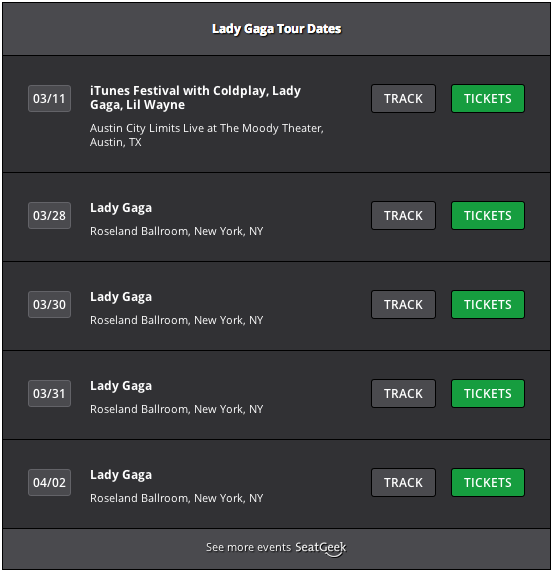 Lady Gaga Tour Dates
03/11
iTunes Festival with Coldplay, Lady
Gaga, Lil Wayne
Austin City Limits Live at The Moody Theater,
Austin, TX
TRACK
TICKETS
03/28
Lady Gaga
Roseland Ballroom, New York, NY
TRACK
TICKETS
03/30
Lady Gaga
Roseland Ballroom, New York, NY
TRACK
TICKETS
03/31
Lady Gaga
Roseland Ballroom, New York, NY
TRACK
TICKETS
04/02
Lady Gaga
Roseland Ballroom, New York, NY
TRACK
TICKETS
See more events SeatGeek